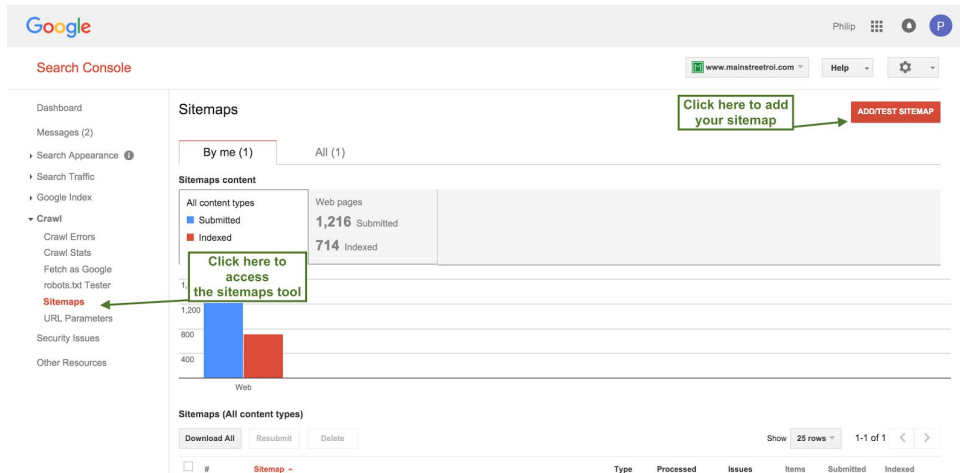 Google
Philip
P
Search Console
www.mainstreetroi.com
Help
Dashboard
Messages (2)
Search Appearance
Search Traffic
Google Index
Crawl
Crawl Errors
Crawl Stats
Fetch as Google
robots.txt Tester
Sitemaps
URL Parameters
Security Issues
Other Resources
Sitemaps
Click here to add
your sitemap
ADD/TEST SITEMAP
By me (1)
All (1)
Sitemaps content
All content types
Submitted
Indexed
Web pages
1,216 Submitted
714 Indexed
Click here to
access
the sitemaps tool
1,200
800
400
Web
Sitemaps (All content types)
Download All
Resubmit
Delete
Show
25 rows
1-1 of 1
# Sitemap Type Processed Issues Items Submitted Indexed